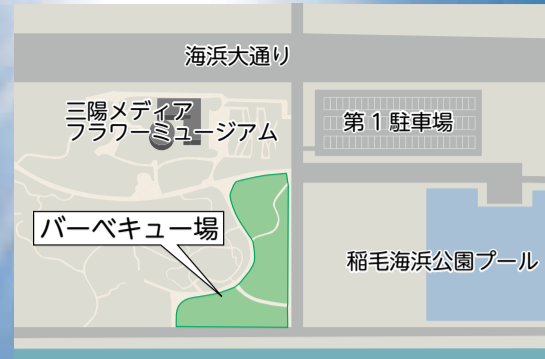 海浜大通り
三陽メディア
フラワーミュージアム
第1駐車場
バーベキュー場
稲毛海浜公園プール